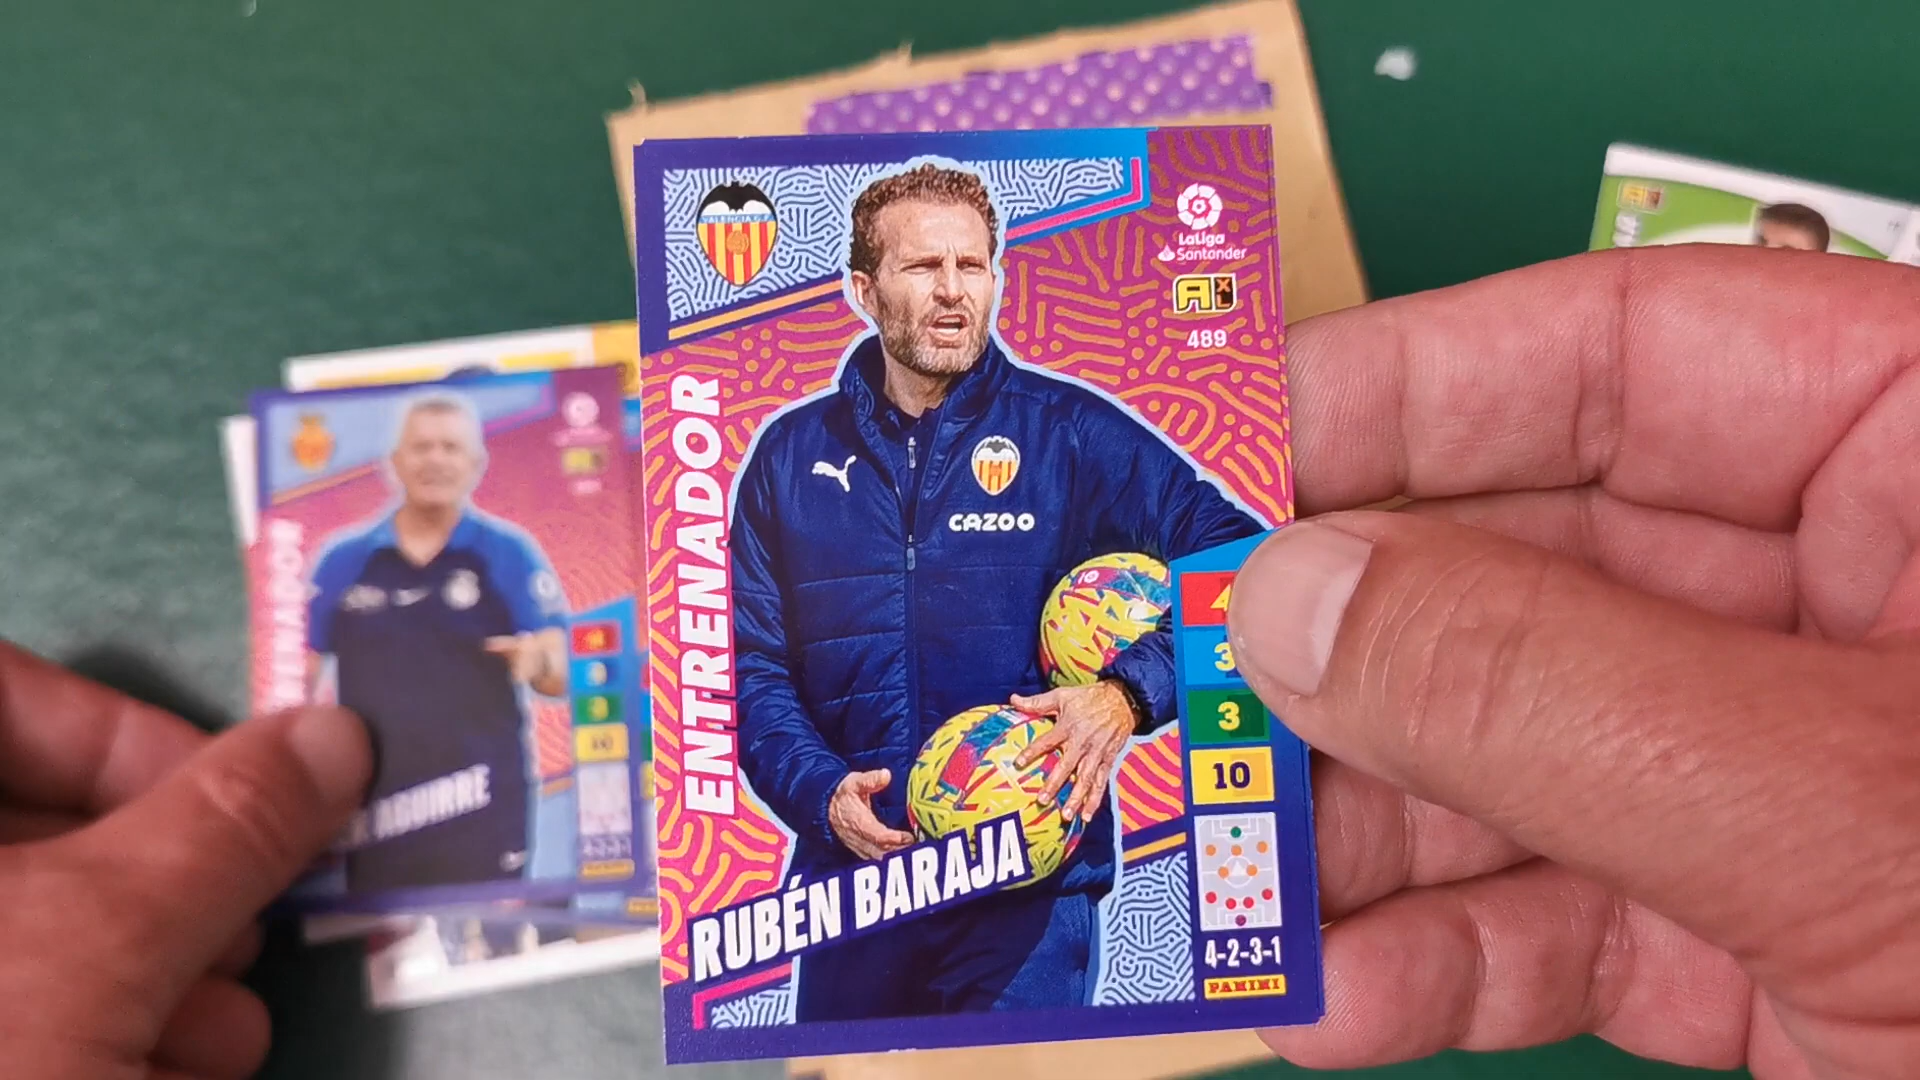 VALENCIA C.F
LaLiga
Santander
AXL
489
ENTRENADOR
CAZOO
4
3
3
10
RUBÉN BARAJA
4-2-3-1
PANINI
AGUIRRE